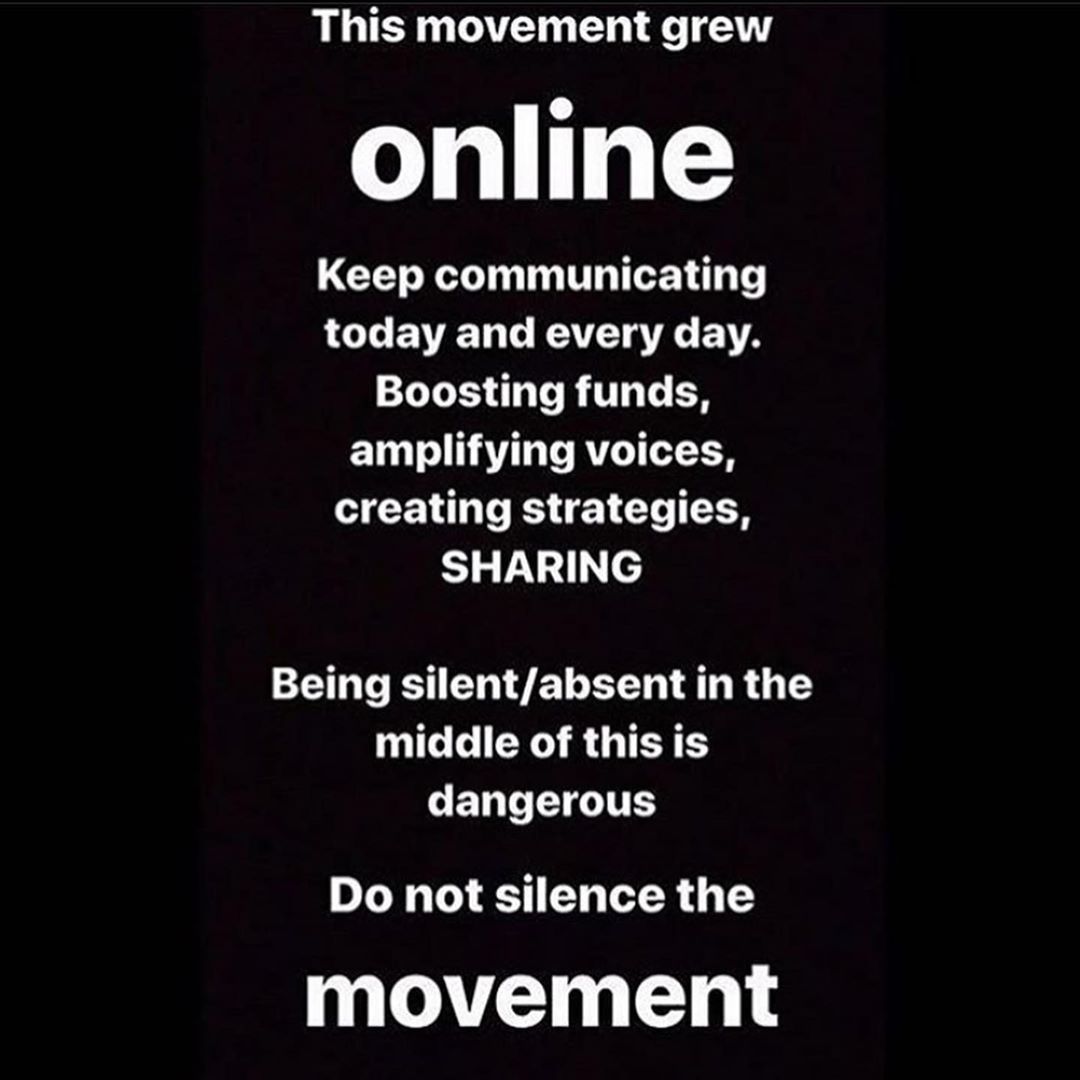 This movement grew
online
Keep communicating
today and every day.
Boosting funds,
amplifying voices,
creating strategies,
SHARING
Being silent/absent in the
middle of this is
dangerous
Do not silence the
movement